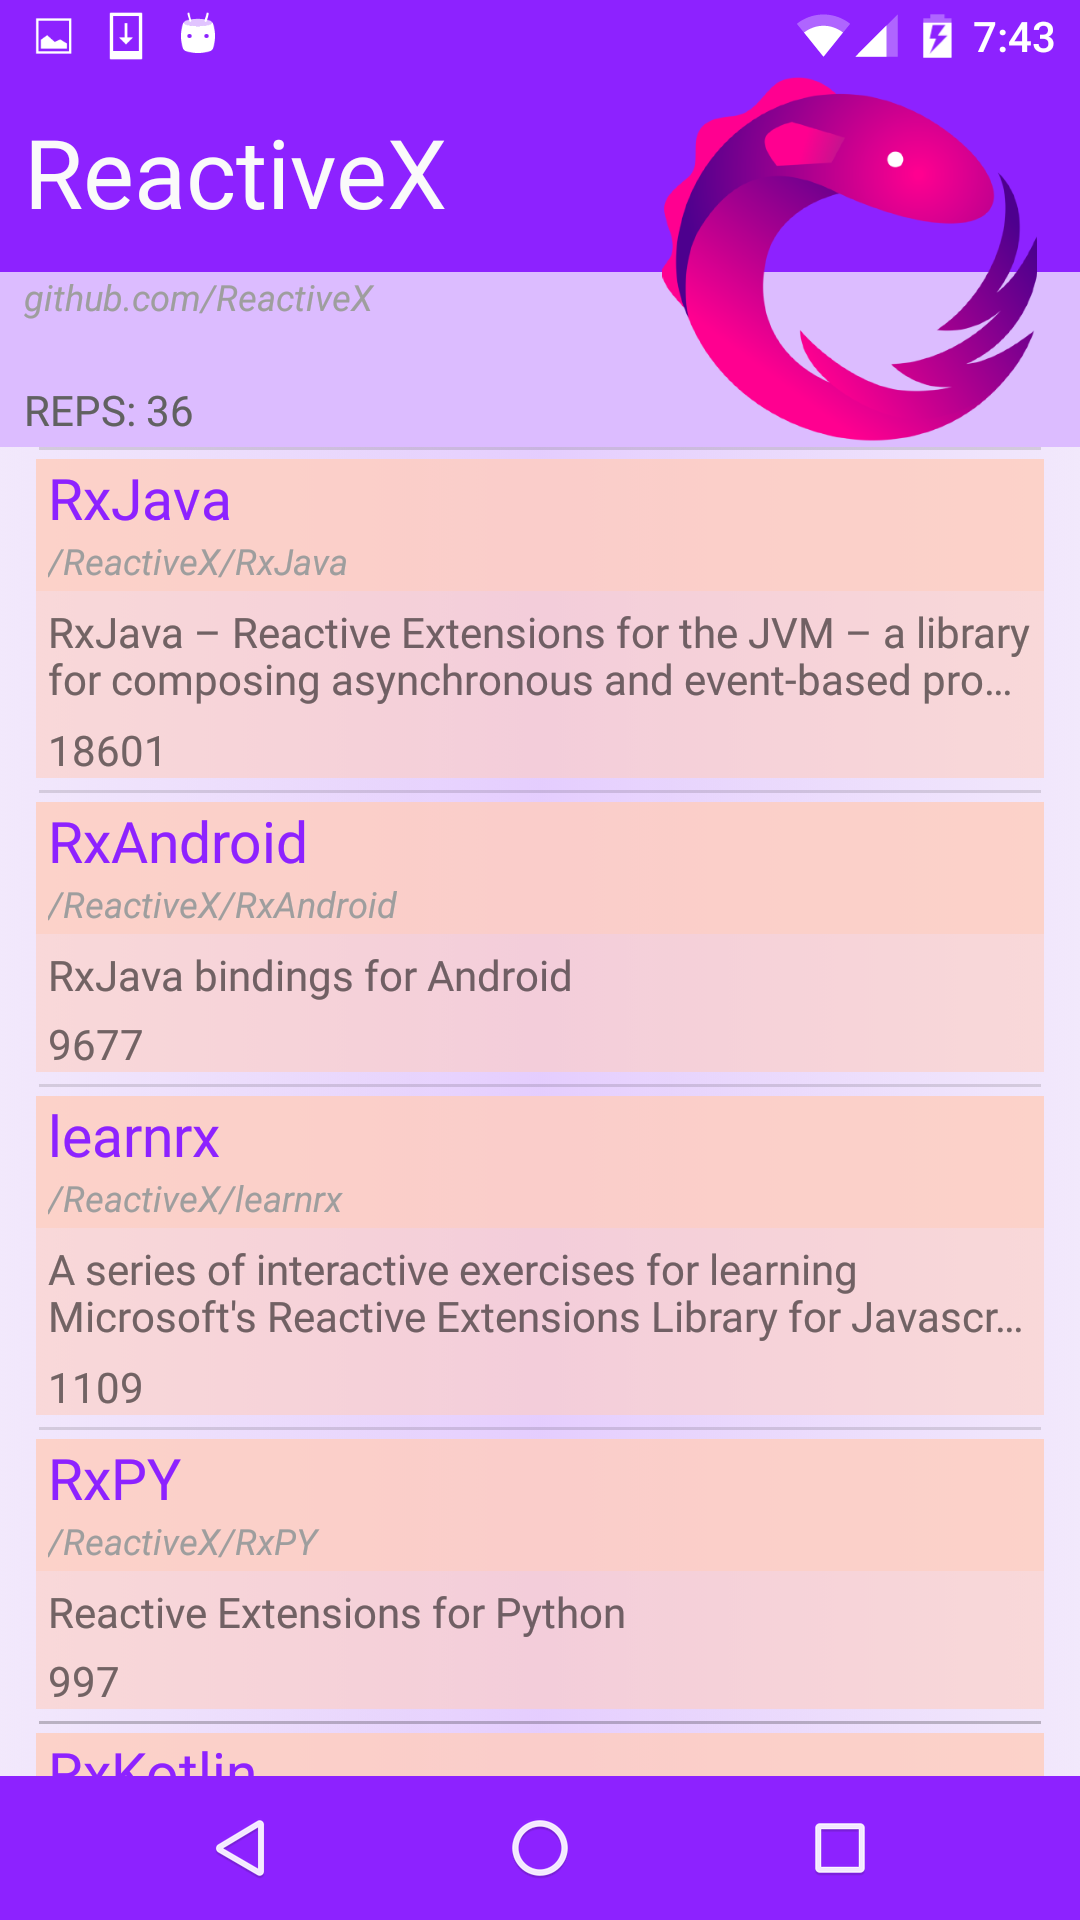 7:43
ReactiveX
github.com/ReactiveX
REPS: 36
RxJava
/ReactiveX/RxJava
RxJava – Reactive Extensions for the JVM – a library
for composing asynchronous and event-based pro…
18601
RxAndroid
/ReactiveX/RxAndroid
RxJava bindings for Android
9677
learnrx
/ReactiveX/learnrx
A series of interactive exercises for learning
Microsoft's Reactive Extensions Library for Javascr…
1109
RxPY
/ReactiveX/RxPY
Reactive Extensions for Python
997
RxKotlin